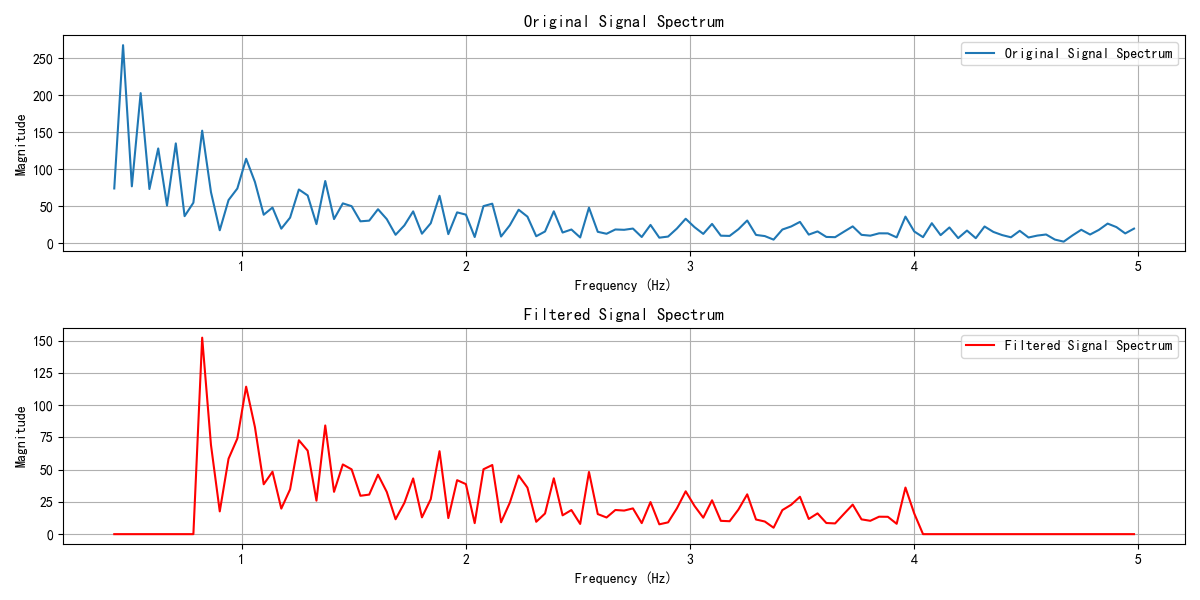 Original Signal Spectrum
Original Signal Spectrum
Magnitude
250
200
150
100
50
0
1
2
3
4
5
Frequency (Hz)
Filtered Signal Spectrum
Filtered Signal Spectrum
Magnitude
150
125
100
75
50
25
0
1
2
3
4
5
Frequency (Hz)